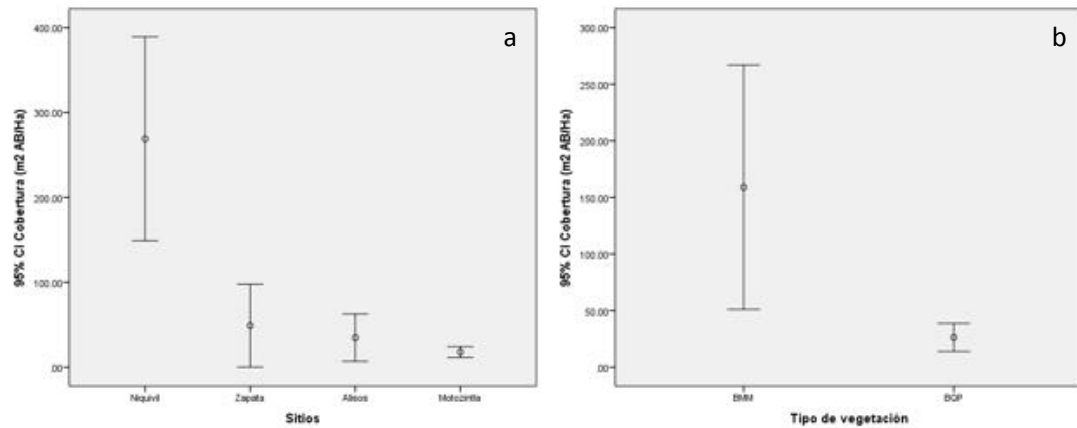 a
95% CI Cobertura (m2 AB/Ha)
400.00
300.00
200.00
100.00
.00
Niquivil Zapata Alisos Motozintla
Sitios
b
95% CI Cobertura (m2 AB/Ha)
300.00
250.00
200.00
150.00
100.00
50.00
.00
BMM BQP
Tipo de vegetación